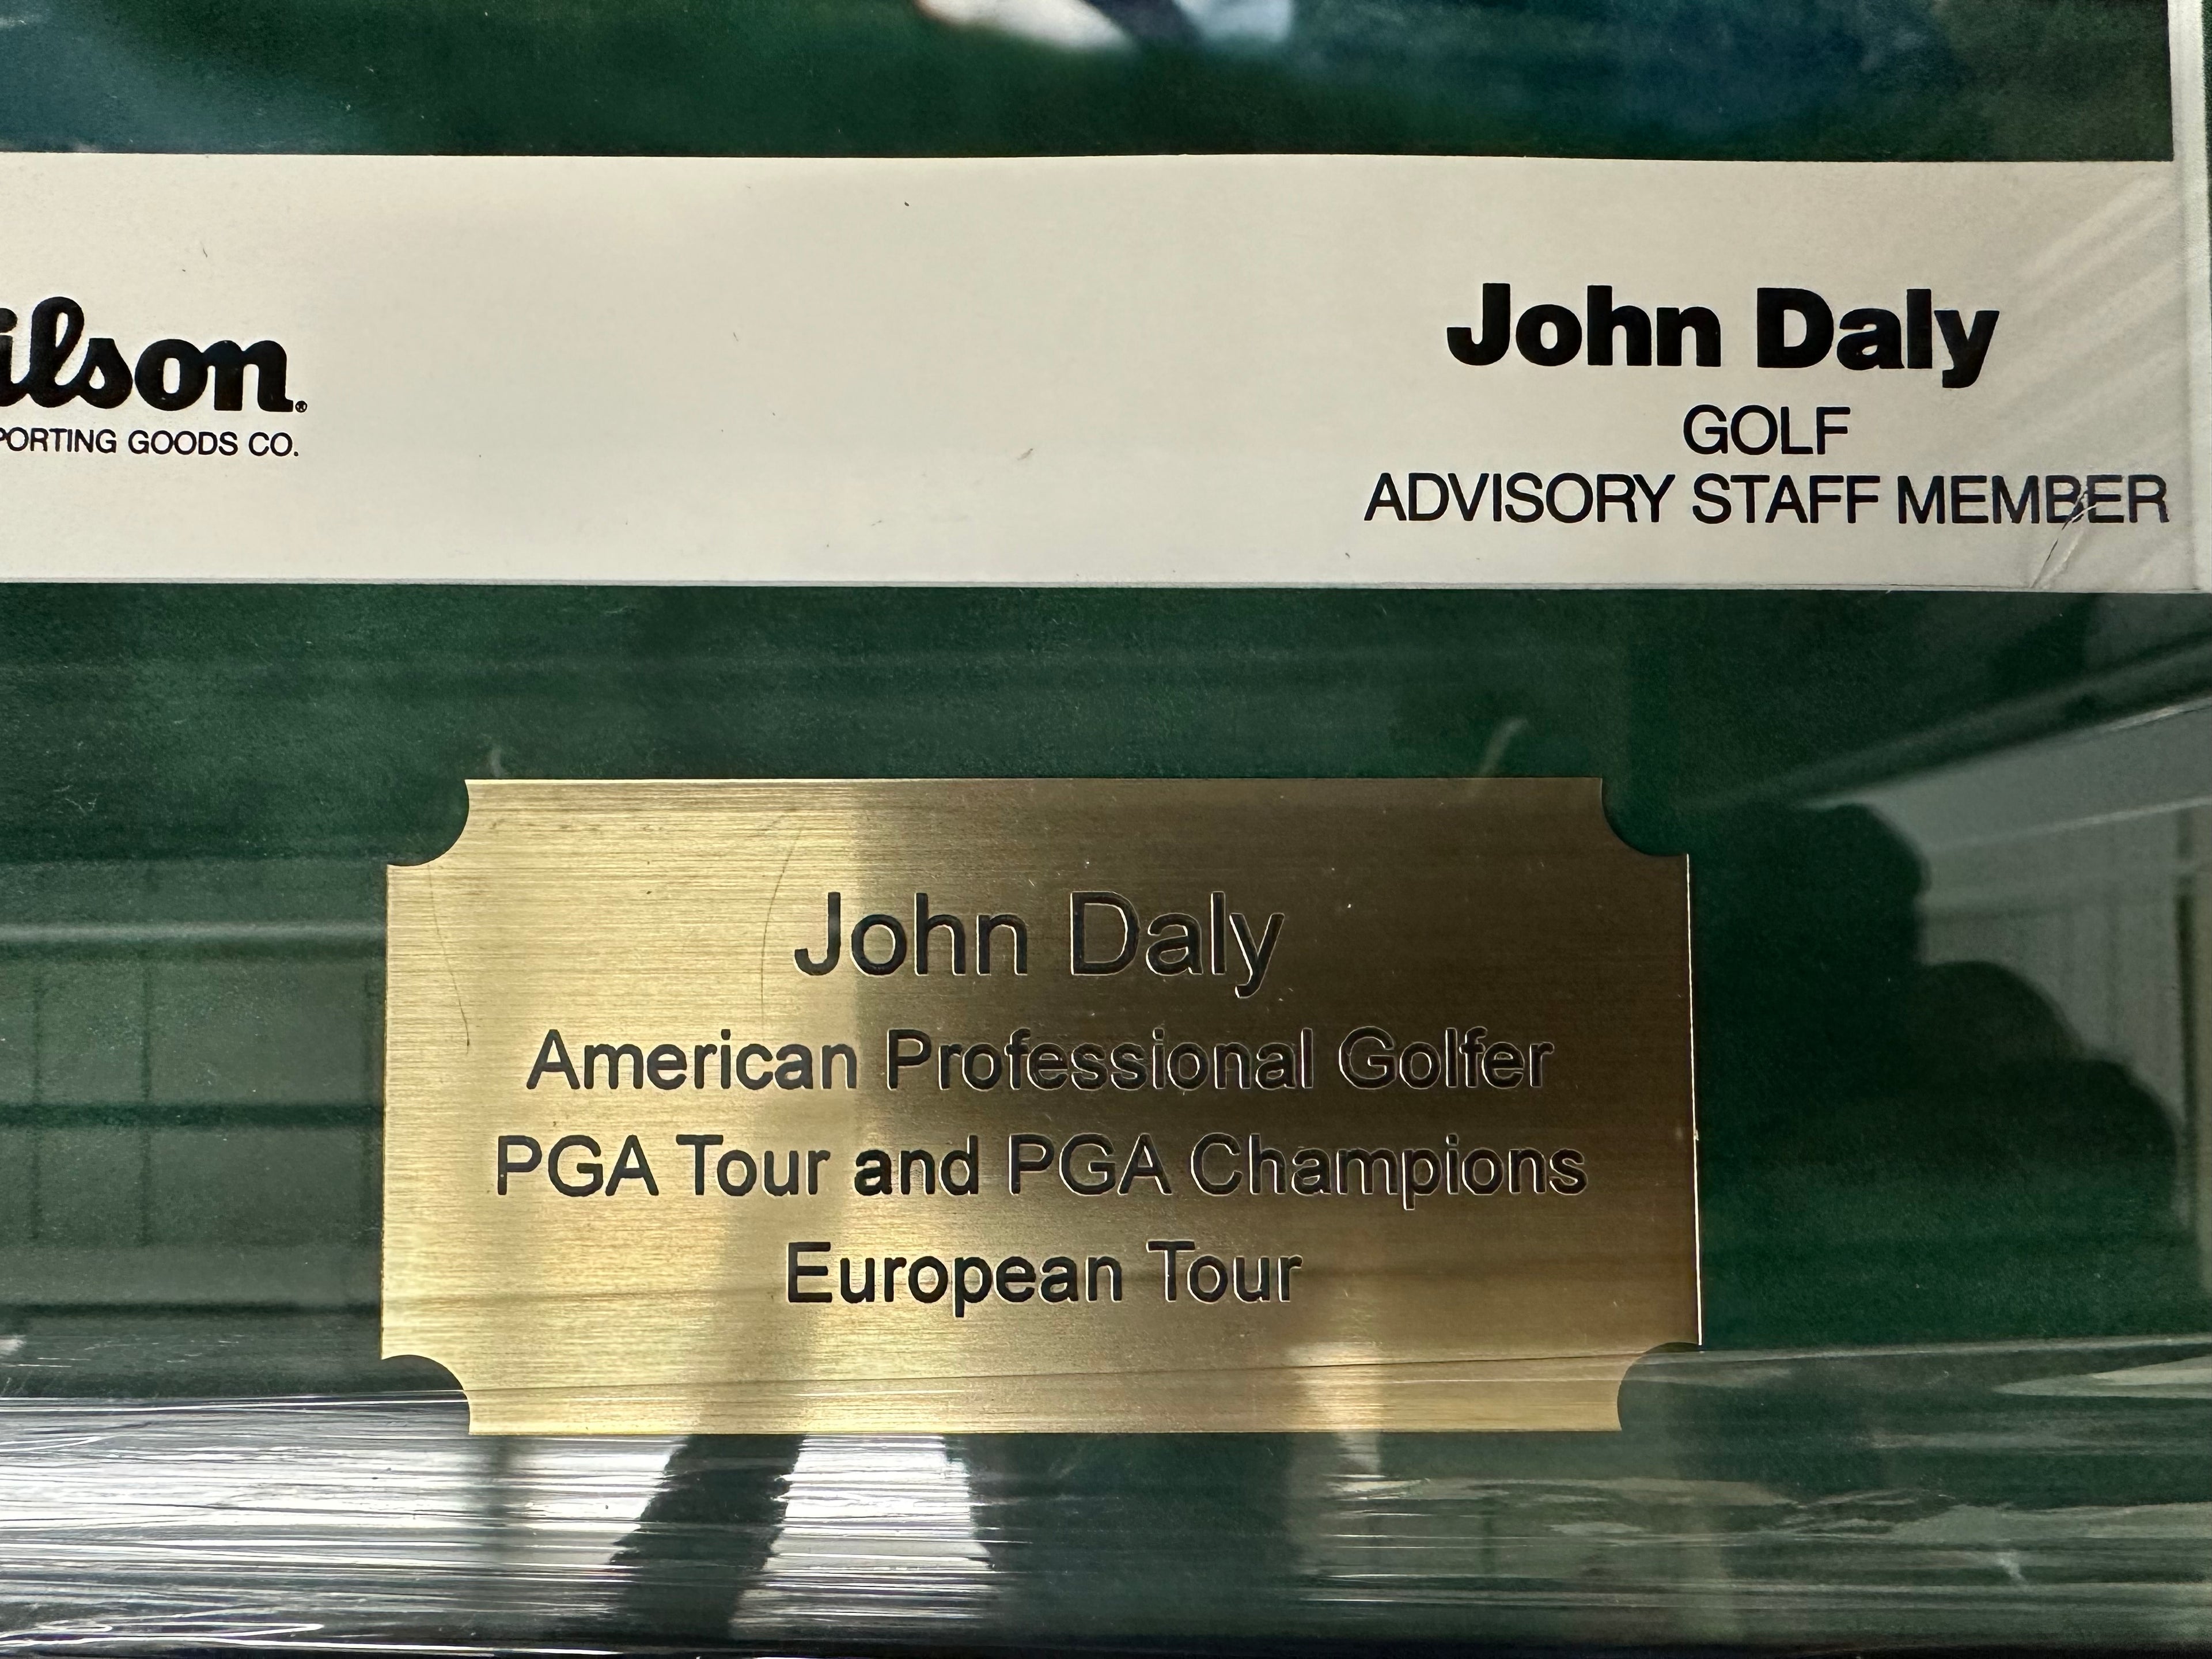 ilson®
PORTING GOODS CO.
John Daly
GOLF
ADVISORY STAFF MEMBER
John Daly
American Professional Golfer
PGA Tour and PGA Champions
European Tour